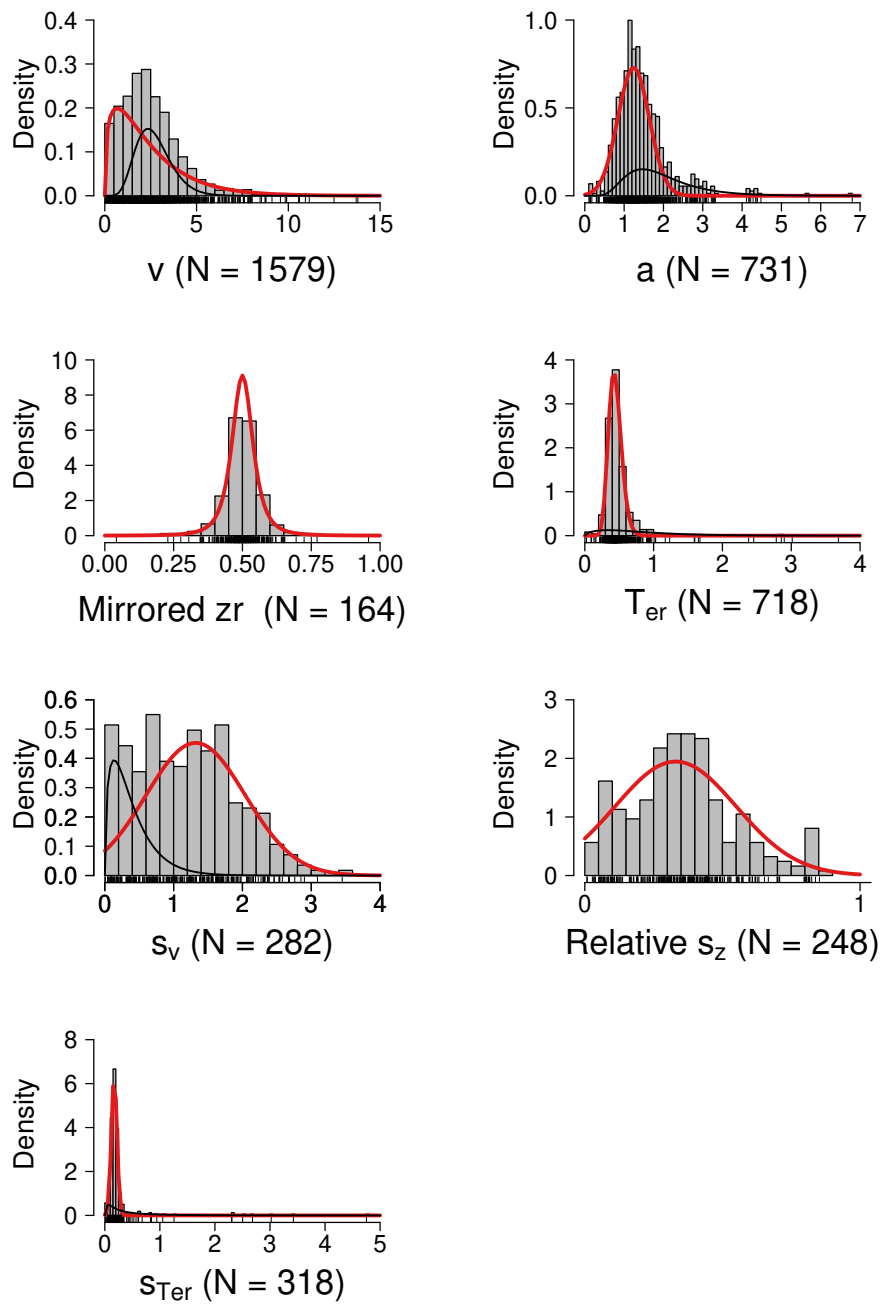 0.4
0.3
0.2
0.1
0.0
Density
0 5 10 15
v (N = 1579)
1.0
0.5
0.0
Density
0 1 2 3 4 5 6 7
a (N = 731)
10
8
6
4
2
0
Density
0.00 0.50 0.75 1.00
Mirrored zr (N = 164)
4
3
2
1
0
Density
0 1 2 3 4
Ter (N = 718)
0.6
0.5
0.4
0.3
0.2
0.1
0.0
Density
0 1 2 3 4
sv (N = 282)
3
2
1
0
Density
0 1
Relative sz (N = 248)
8
6
4
2
0
Density
0 1 2 3 4 5
sTer (N = 318)